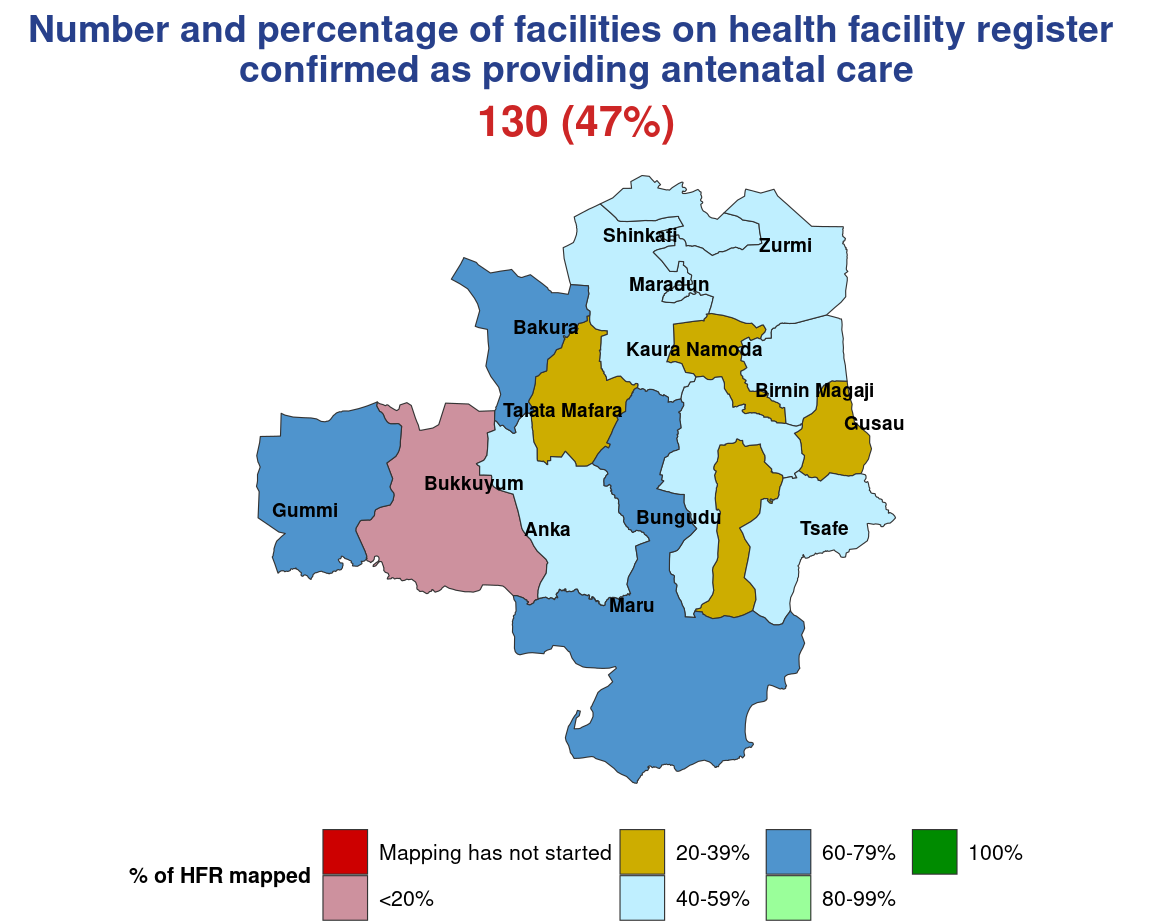 Number and percentage of facilities on health facility register
confirmed as providing antenatal care
130 (47%)
Shinkafi
Zurmi
Maradun
Bakura
Kaura Namoda
Birnin Magaji
Talata Mafara
Gusau
Bukkuyum
Gummi
Bungudu
Anka
Tsafe
Maru
% of HFR mapped
Mapping has not started
<20%
20-39%
40-59%
60-79%
80-99%
100%